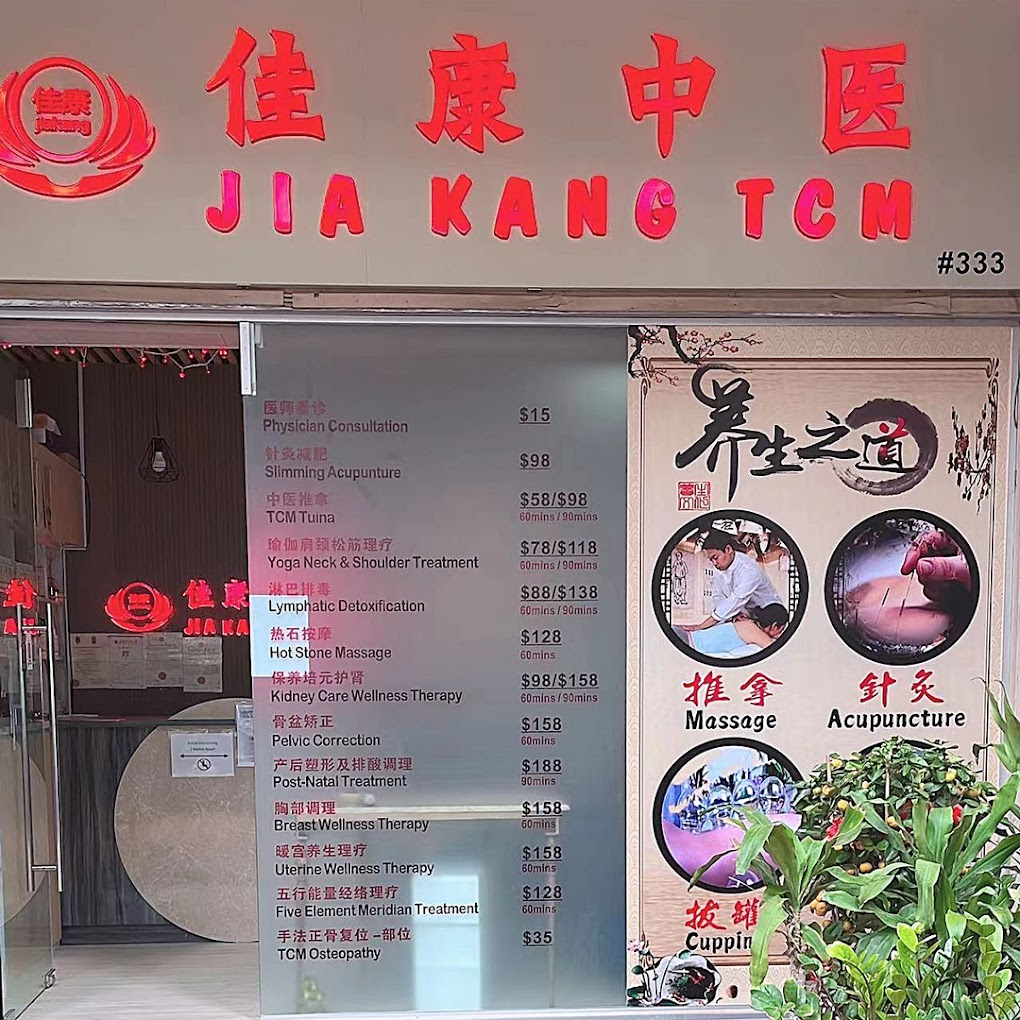 佳康
jiakang
佳康中医
JIA KANG TCM
#333
医师看诊
Physician Consultation
$15
针灸减肥
Slimming Acupunture
$98
中医推拿
TCM Tuina
$58/$98
60mins / 90mins
瑜伽肩颈松筋理疗
Yoga Neck & Shoulder Treatment
$78/$118
60mins / 90mins
淋巴排毒
Lymphatic Detoxification
$88/$138
60mins / 90mins
热石按摩
Hot Stone Massage
$128
60mins
保养培元护肾
Kidney Care Wellness Therapy
$98/$158
60mins / 90mins
骨盆矫正
Pelvic Correction
$158
60mins
产后塑形及排酸调理
Post-Natal Treatment
$188
90mins
胸部调理
Breast Wellness Therapy
$158
60mins
暖宫养生理疗
Uterine Wellness Therapy
$158
60mins
五行能量经络理疗
Five Element Meridian Treatment
$128
60mins
手法正骨复位 -部位
TCM Osteopathy
$35
养生之道
推拿
Massage
針灸
Acupuncture
拔罐
Cuppin
佳康
JIA KA